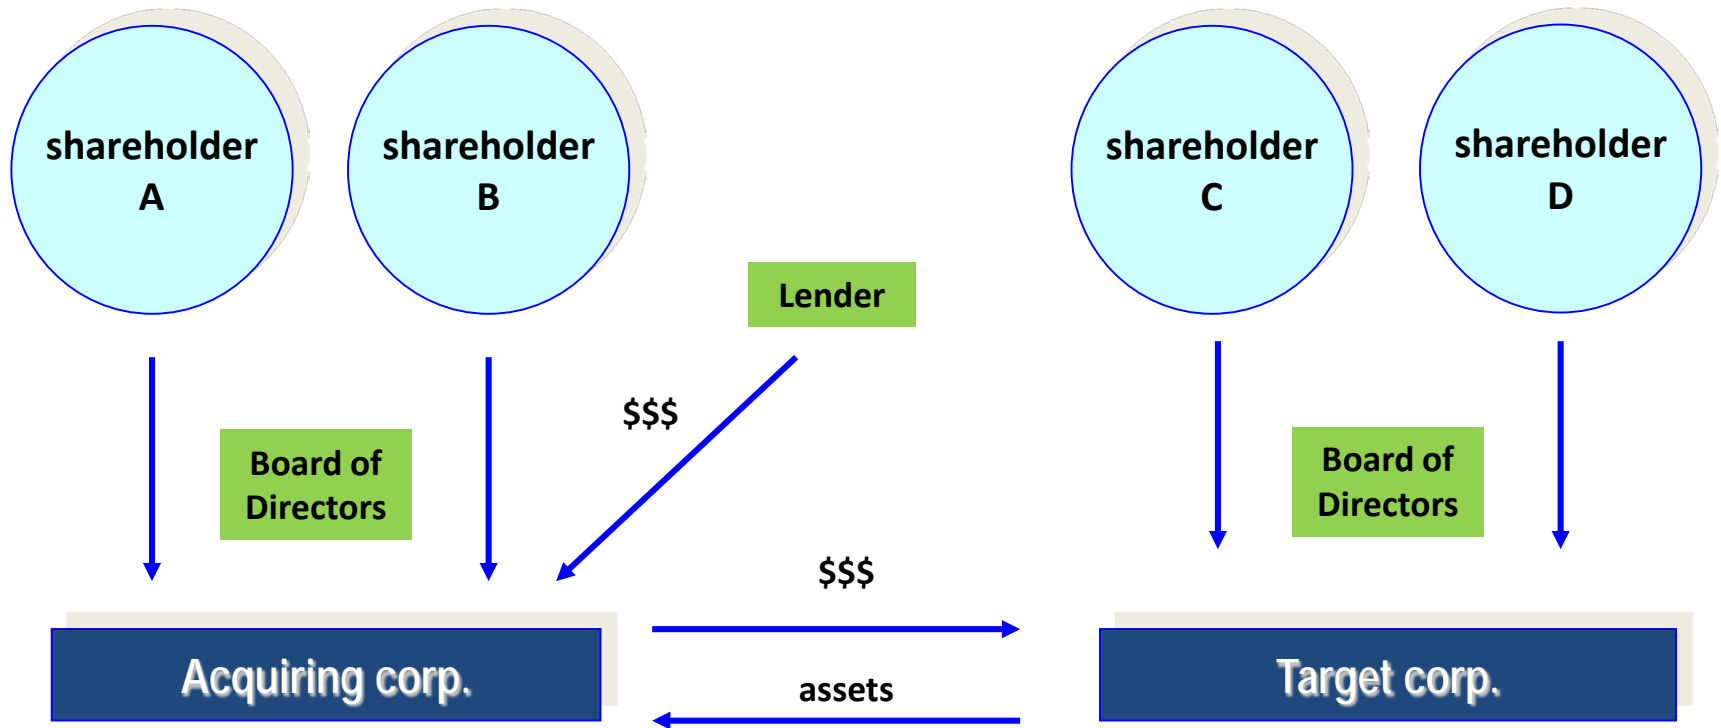 shareholder
A
shareholder
B
shareholder
C
shareholder
D
Lender
$$$
Board of
Directors
Board of
Directors
$$$
Acquiring corp.
assets
Target corp.